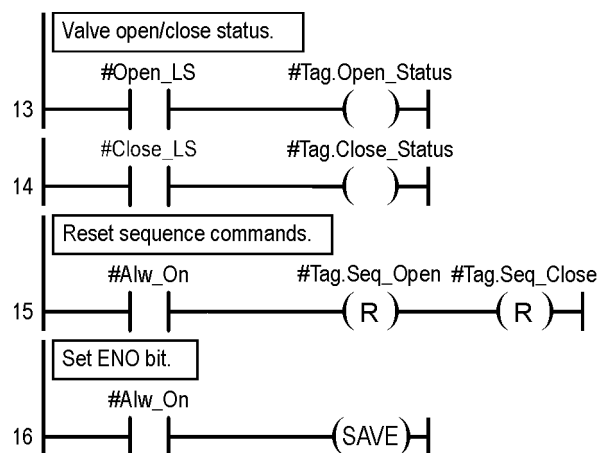 Valve open/close status.
#Open_LS #Tag.Open_Status
13
#Close_LS #Tag.Close_Status
14
Reset sequence commands.
#Alw_On #Tag.Seq_Open #Tag.Seq_Close
15 R R
Set ENO bit.
#Alw_On
16 SAVE